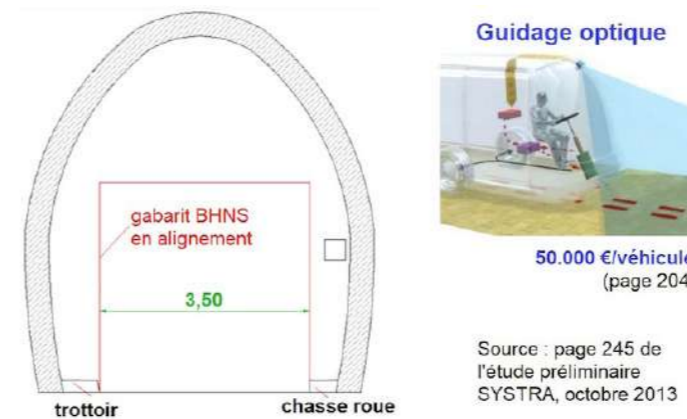 Guidage optique
gabarit BHNS
en alignement
3,50
50.000 €/véhicule
(page 204
Source : page 245 de
l'étude préliminaire
SYSTRA, octobre 2013
trottoir
chasse roue